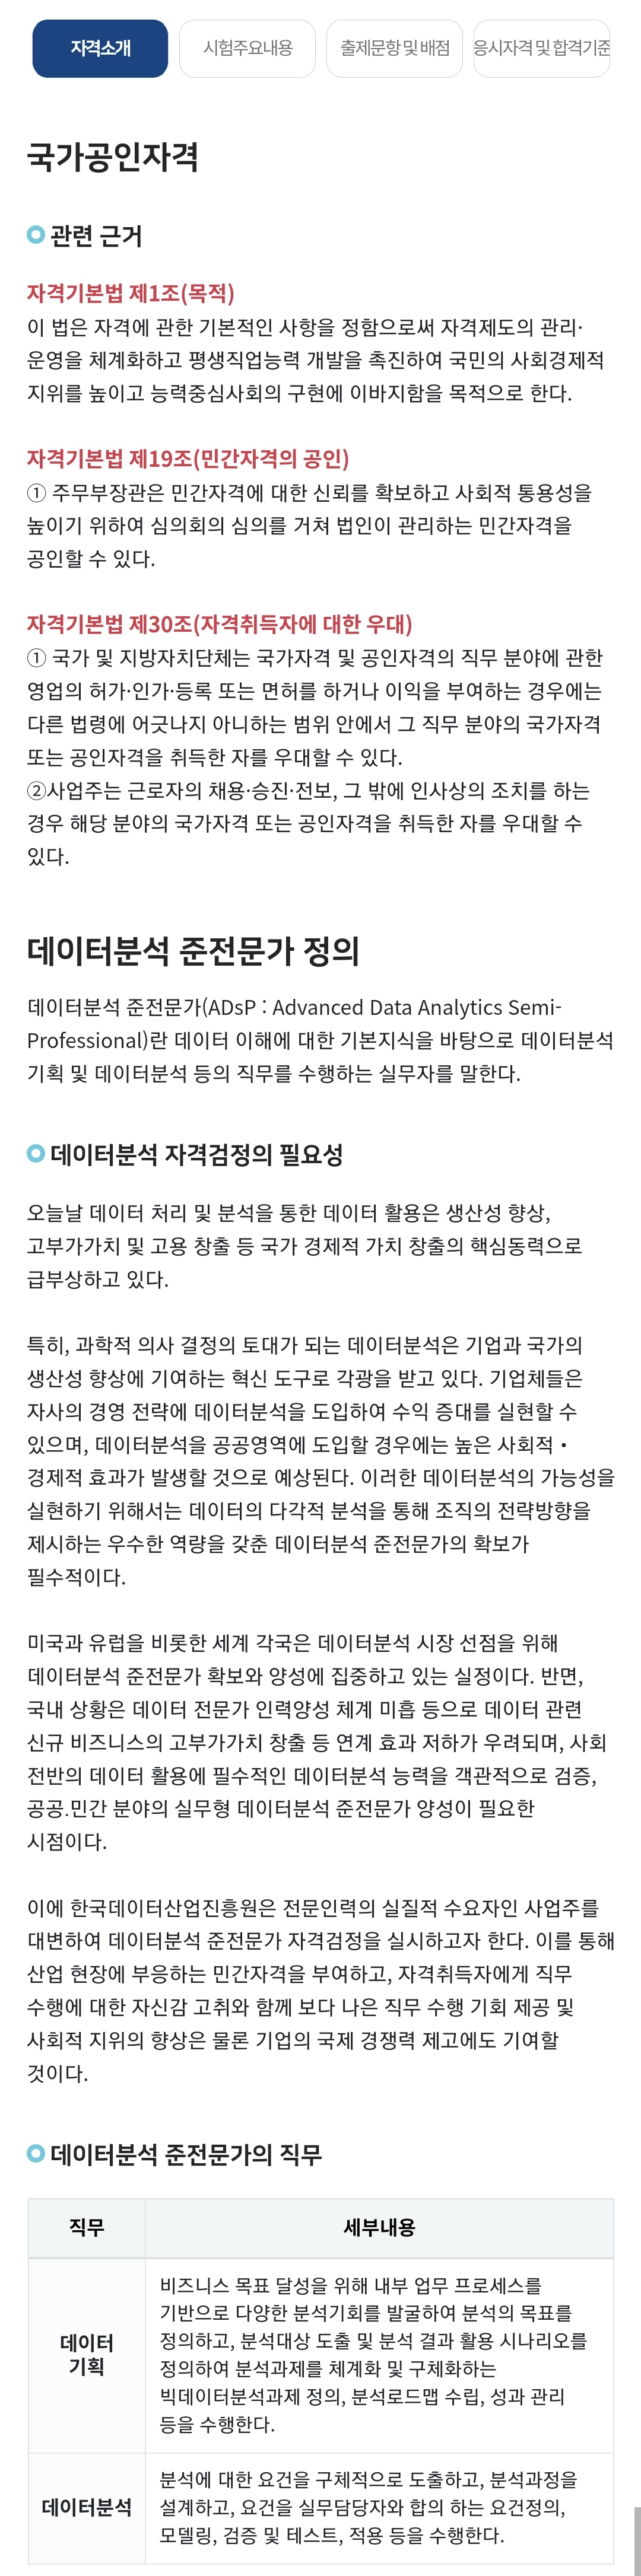 자격소개
시험주요내용
출제문항 및 배점
응시자격 및 합격기준
국가공인자격
관련 근거
자격기본법 제1조(목적)
이 법은 자격에 관한 기본적인 사항을 정함으로써 자격제도의 관리·
운영을 체계화하고 평생직업능력 개발을 촉진하여 국민의 사회경제적
지위를 높이고 능력중심사회의 구현에 이바지함을 목적으로 한다.
자격기본법 제19조(민간자격의 공인)
① 주무부장관은 민간자격에 대한 신뢰를 확보하고 사회적 통용성을
높이기 위하여 심의회의 심의를 거쳐 법인이 관리하는 민간자격을
공인할 수 있다.
자격기본법 제30조(자격취득자에 대한 우대)
① 국가 및 지방자치단체는 국가자격 및 공인자격의 직무 분야에 관한
영업의 허가·인가·등록 또는 면허를 하거나 이익을 부여하는 경우에는
다른 법령에 어긋나지 아니하는 범위 안에서 그 직무 분야의 국가자격
또는 공인자격을 취득한 자를 우대할 수 있다.
②사업주는 근로자의 채용·승진·전보, 그 밖에 인사상의 조치를 하는
경우 해당 분야의 국가자격 또는 공인자격을 취득한 자를 우대할 수
있다.
데이터분석 준전문가 정의
데이터분석 준전문가(ADsP : Advanced Data Analytics Semi-
Professional)란 데이터 이해에 대한 기본지식을 바탕으로 데이터분석
기획 및 데이터분석 등의 직무를 수행하는 실무자를 말한다.
데이터분석 자격검정의 필요성
오늘날 데이터 처리 및 분석을 통한 데이터 활용은 생산성 향상,
고부가가치 및 고용 창출 등 국가 경제적 가치 창출의 핵심동력으로
급부상하고 있다.
특히, 과학적 의사 결정의 토대가 되는 데이터분석은 기업과 국가의
생산성 향상에 기여하는 혁신 도구로 각광을 받고 있다. 기업체들은
자사의 경영 전략에 데이터분석을 도입하여 수익 증대를 실현할 수
있으며, 데이터분석을 공공영역에 도입할 경우에는 높은 사회적・
경제적 효과가 발생할 것으로 예상된다. 이러한 데이터분석의 가능성을
실현하기 위해서는 데이터의 다각적 분석을 통해 조직의 전략방향을
제시하는 우수한 역량을 갖춘 데이터분석 준전문가의 확보가
필수적이다.
미국과 유럽을 비롯한 세계 각국은 데이터분석 시장 선점을 위해
데이터분석 준전문가 확보와 양성에 집중하고 있는 실정이다. 반면,
국내 상황은 데이터 전문가 인력양성 체계 미흡 등으로 데이터 관련
신규 비즈니스의 고부가가치 창출 등 연계 효과 저하가 우려되며, 사회
전반의 데이터 활용에 필수적인 데이터분석 능력을 객관적으로 검증,
공공.민간 분야의 실무형 데이터분석 준전문가 양성이 필요한
시점이다.
이에 한국데이터산업진흥원은 전문인력의 실질적 수요자인 사업주를
대변하여 데이터분석 준전문가 자격검정을 실시하고자 한다. 이를 통해
산업 현장에 부응하는 민간자격을 부여하고, 자격취득자에게 직무
수행에 대한 자신감 고취와 함께 보다 나은 직무 수행 기회 제공 및
사회적 지위의 향상은 물론 기업의 국제 경쟁력 제고에도 기여할
것이다.
데이터분석 준전문가의 직무
직무
세부내용
데이터
기획
비즈니스 목표 달성을 위해 내부 업무 프로세스를
기반으로 다양한 분석기회를 발굴하여 분석의 목표를
정의하고, 분석대상 도출 및 분석 결과 활용 시나리오를
정의하여 분석과제를 체계화 및 구체화하는
빅데이터분석과제 정의, 분석로드맵 수립, 성과 관리
등을 수행한다.
데이터분석
분석에 대한 요건을 구체적으로 도출하고, 분석과정을
설계하고, 요건을 실무담당자와 합의 하는 요건정의,
모델링, 검증 및 테스트, 적용 등을 수행한다.